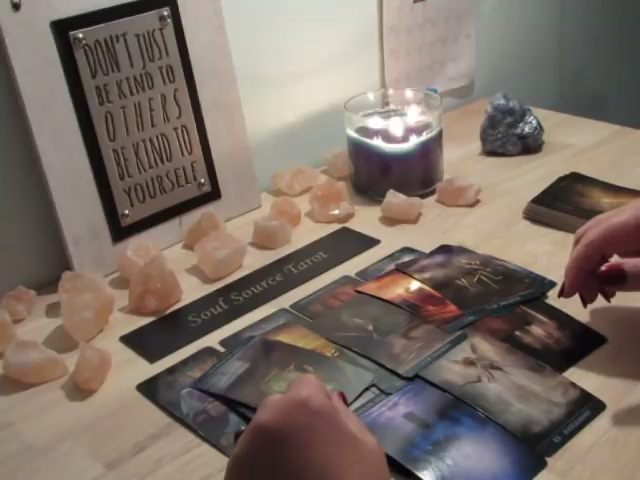 DON'T JUST
BE KIND TO
OTHERS
BE KIND TO
YOURSELF
Soul Source Tarot